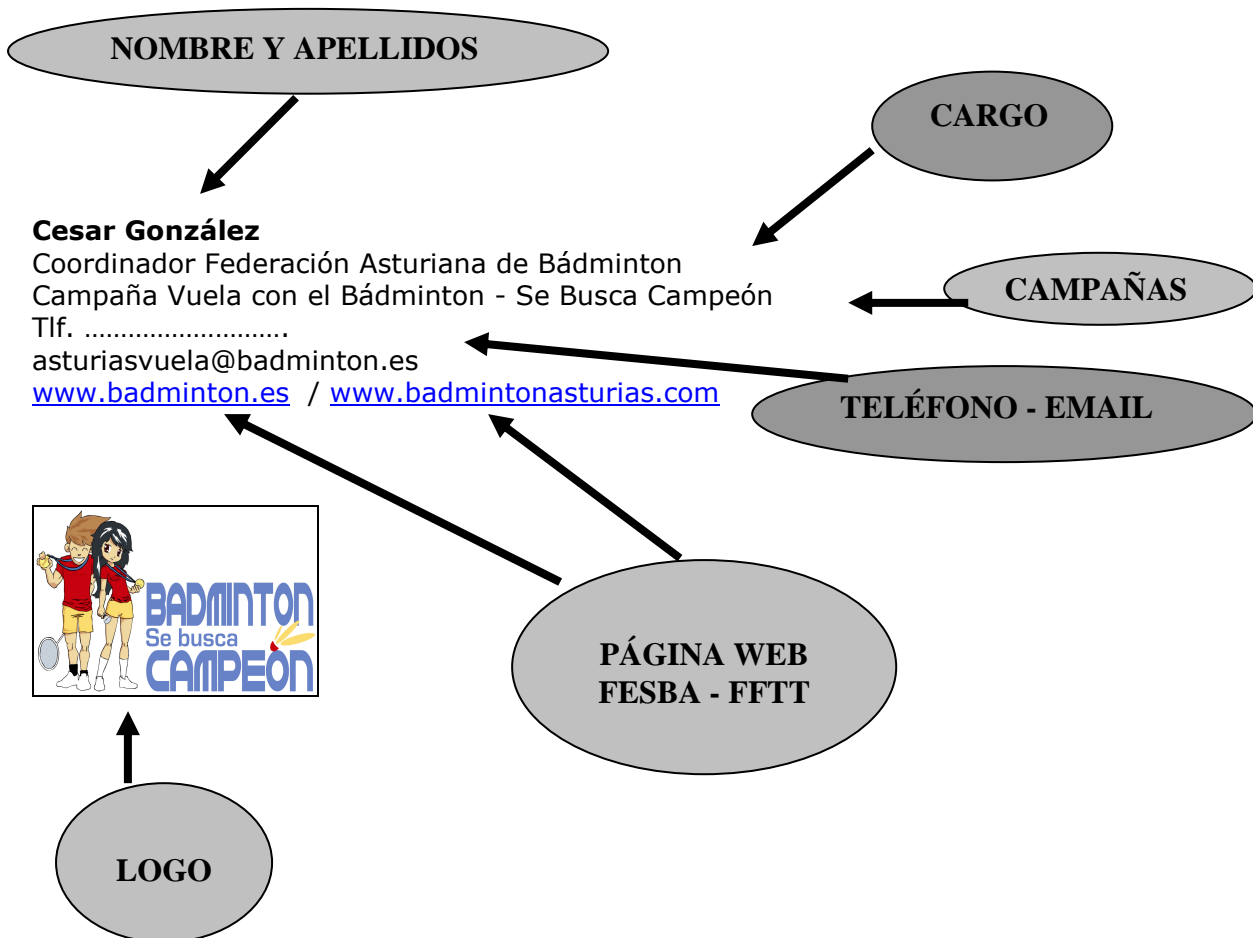 NOMBRE Y APELLIDOS
CARGO
Cesar González
Coordinador Federación Asturiana de Bádminton
Campaña Vuela con el Bádminton - Se Busca Campeón
CAMPAÑAS
Tlf. ………………………….
asturiasvuela@badminton.es
www.badminton.es / www.badmintonasturias.com
TELÉFONO - EMAIL
BADMINTON
Se busca
CAMPEÓN
PÁGINA WEB
FESBA - FFTT
LOGO